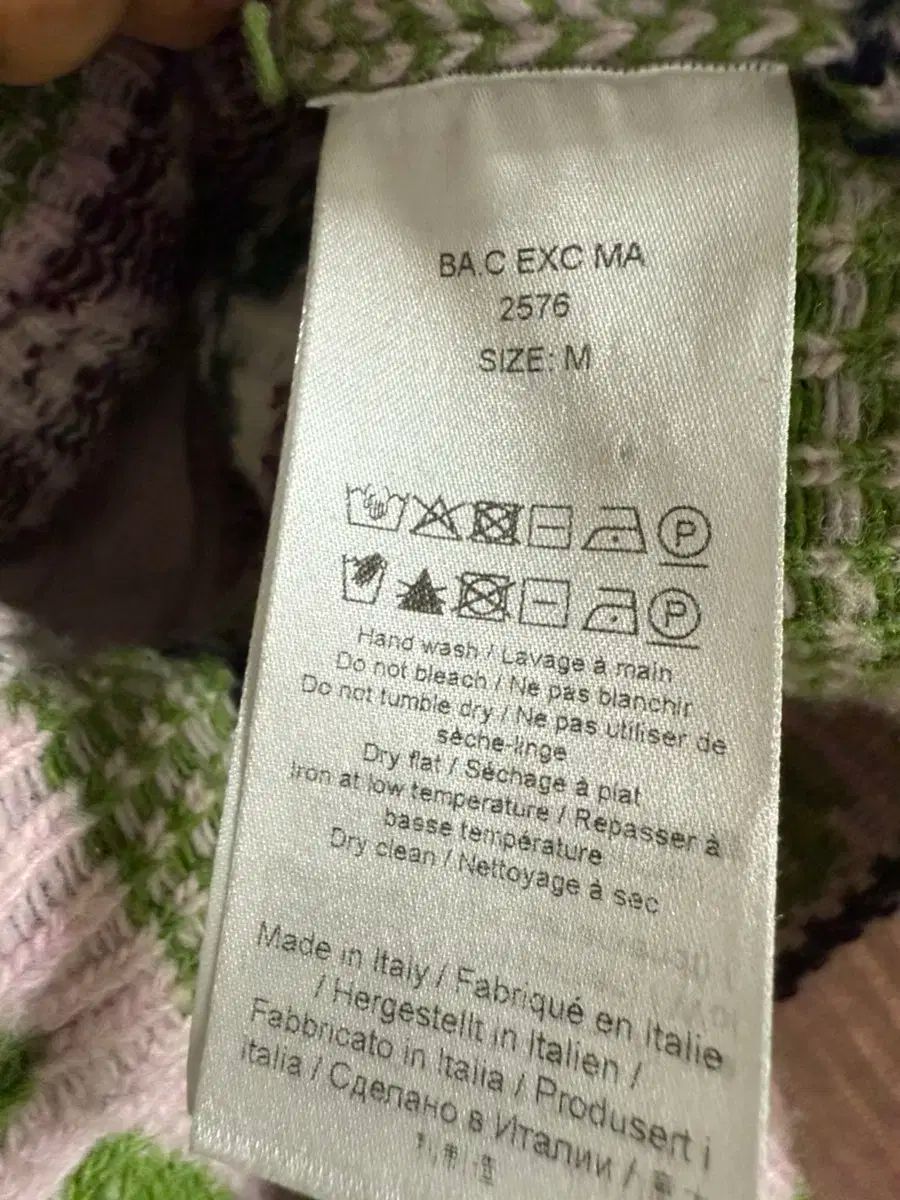 BA.C EXC MA
2576
SIZE: M
P
P
Hand wash / Lavage à main
Do not bleach / Ne pas blanchir
Do not tumble dry / Ne pas utiliser de
sèche-linge
Dry flat / Séchage à plat
Iron at low temperature / Repasser à
basse température
Dry clean / Nettoyage à sec
Made in Italy / Fabriqué en Italie
/ Hergestellt in Italien /
Fabbricato in Italia / Produsert i
Italia / Сделано в Италии /